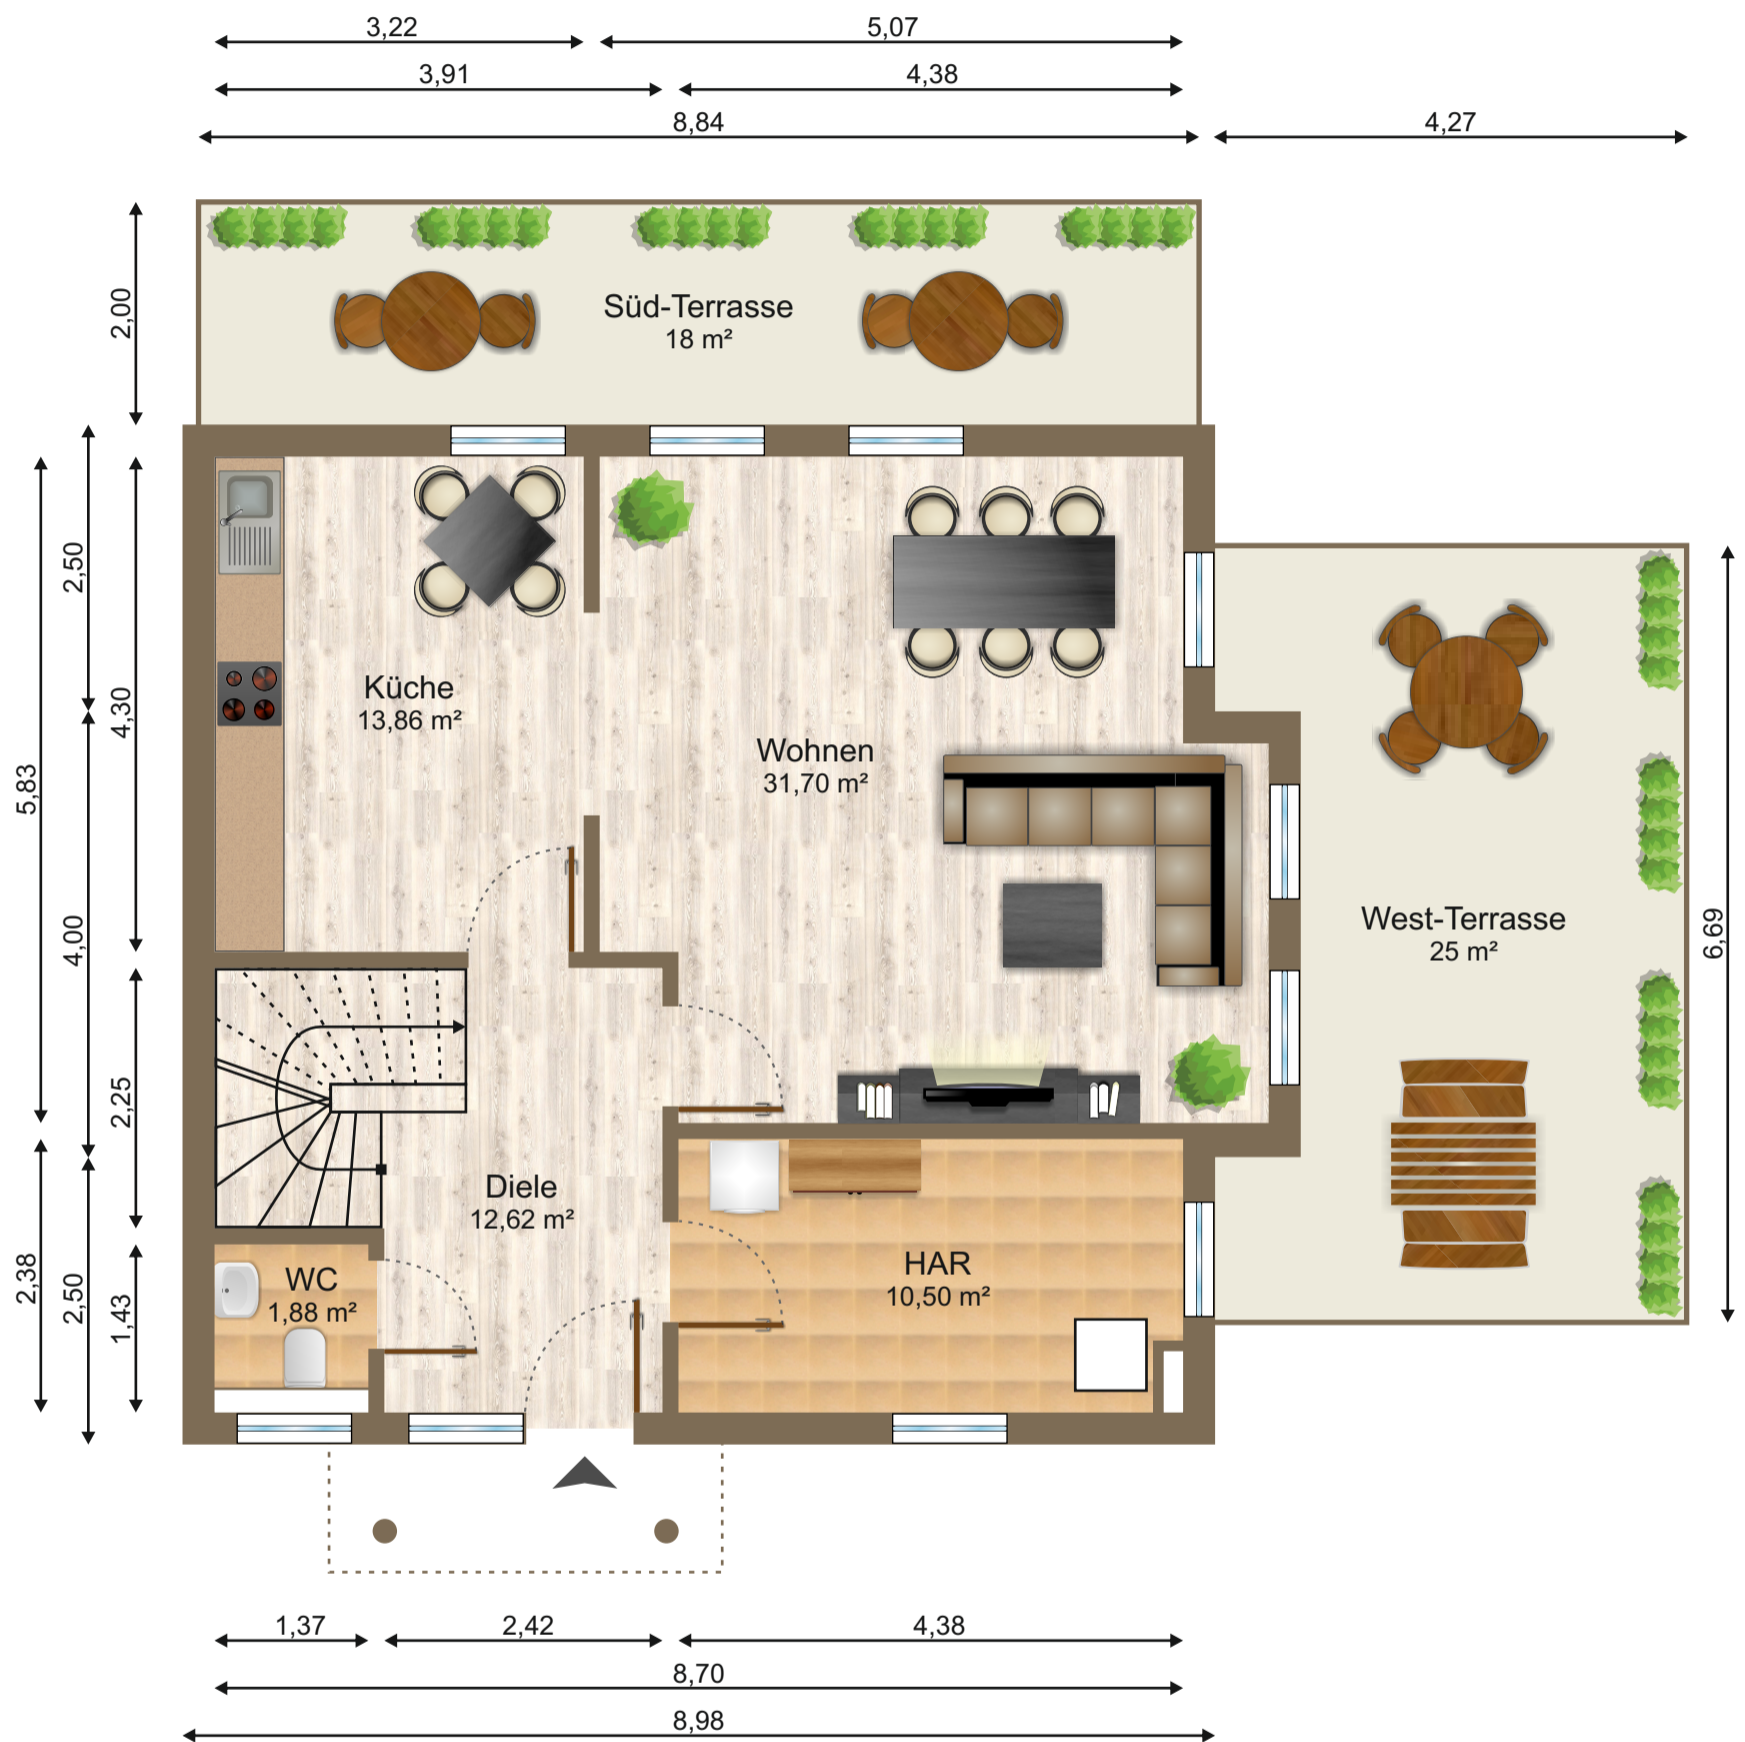 3,22
5,07
3,91
4,38
8,84
4,27
2,00
Süd-Terrasse
18 m²
2,50
4,30
5,83
4,00
2,25
2,38
2,50
1,43
Küche
13,86 m²
Wohnen
31,70 m²
West-Terrasse
25 m²
6,69
Diele
12,62 m²
WC
1,88 m²
HAR
10,50 m²
1,37
2,42
4,38
8,70
8,98